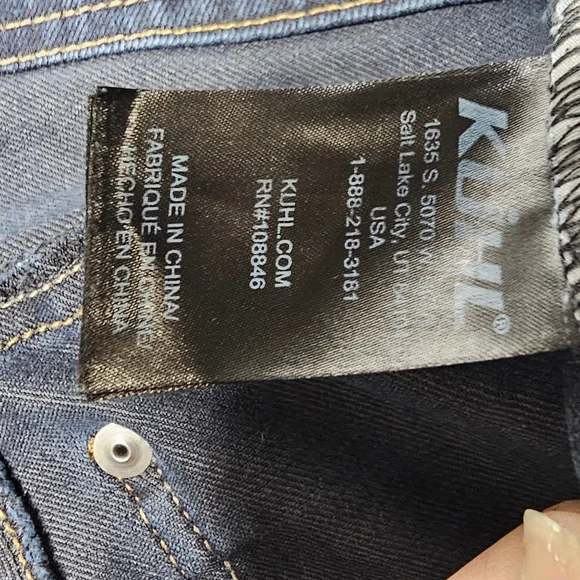 KÜHL®
1635 S. 5070 W.
Salt Lake City, UT
USA
1-888-218-3181
KUHL.COM
RN#108846
MADE IN CHINA/
FABRIQUÉ EN CHINE/
HECHO EN CHINA